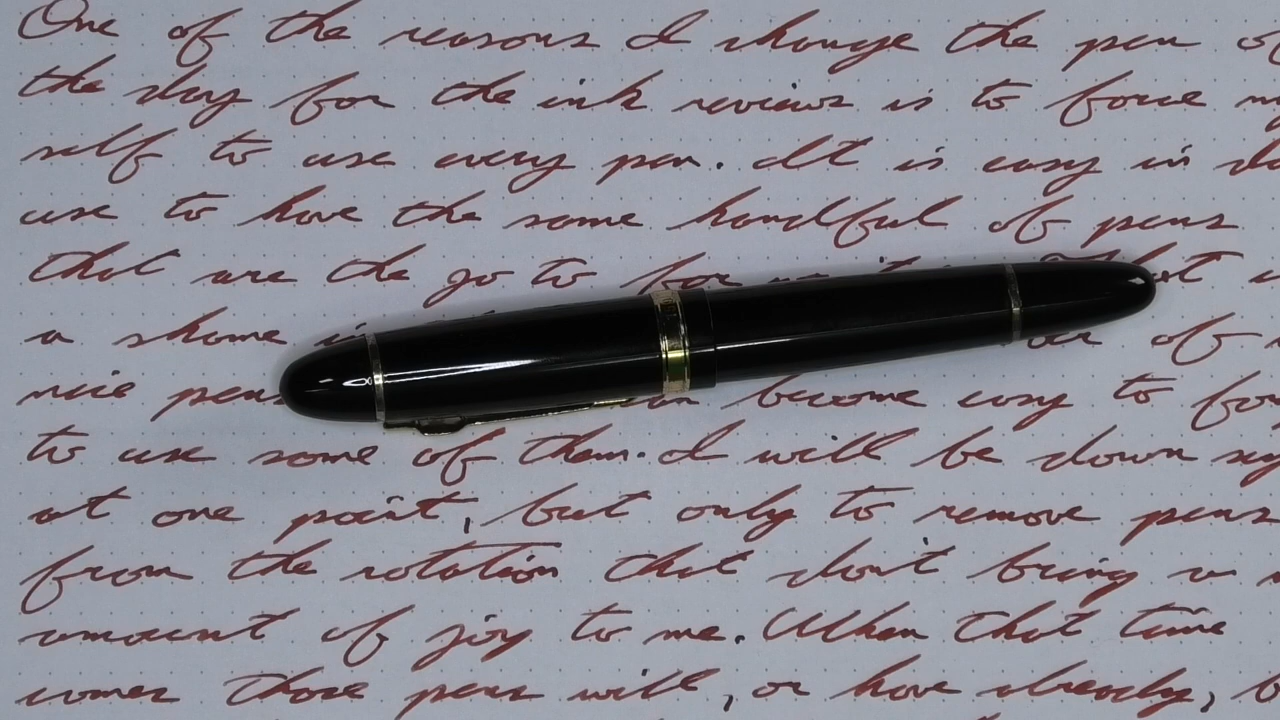 One of the reasons I change the pen of
the day for the ink reviews is to force my
self to use every pen. It is easy in
use to have the same handful of pens
that are the go to for
a shame in of
nice pens become easy to
to use some of them. I will be down
at one point, but only to remove pens
from the rotation that don't bring a
amount of joy to me. When that time
comes those pens will, or have already,